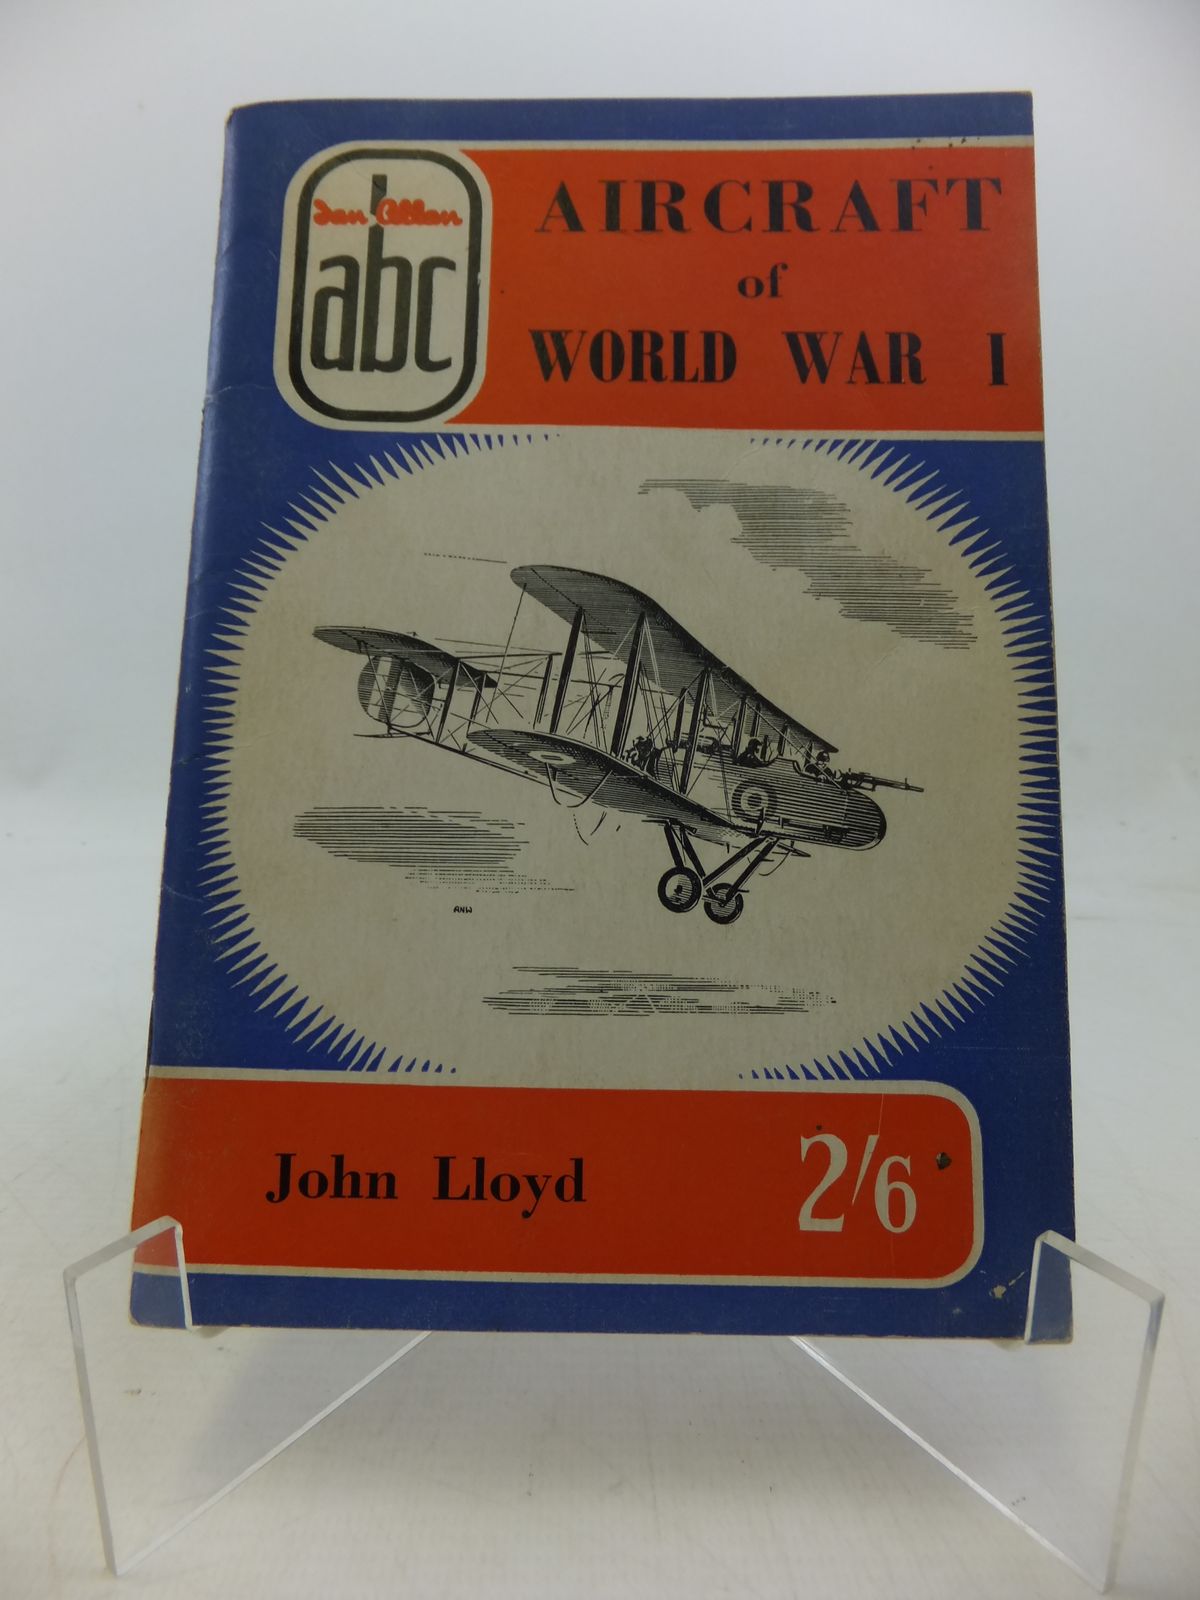 Ian Allan
abc
AIRCRAFT
of
WORLD WAR I
ANW
John Lloyd
2/6